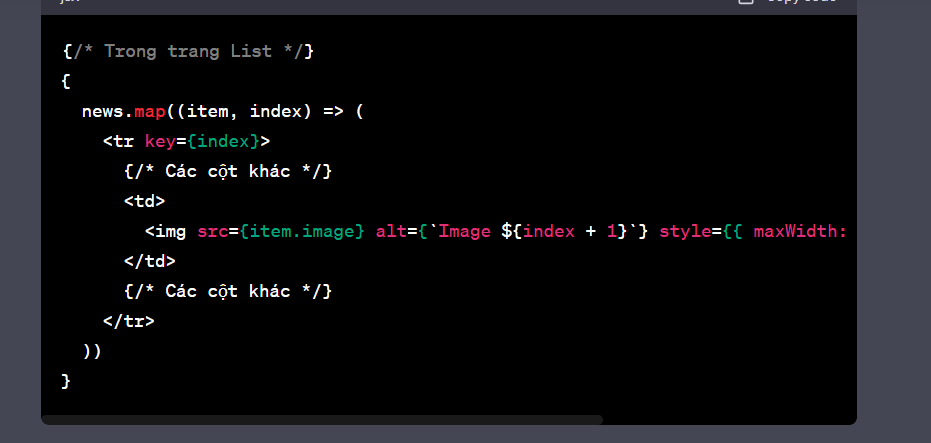 {/* Trong trang List */}
{
  news.map((item, index) => (
    <tr key={index}>
      {/* Các cột khác */}
      <td>
        <img src={item.image} alt={`Image ${index + 1}`} style={{ maxWidth:
      </td>
      {/* Các cột khác */}
    </tr>
  ))
}